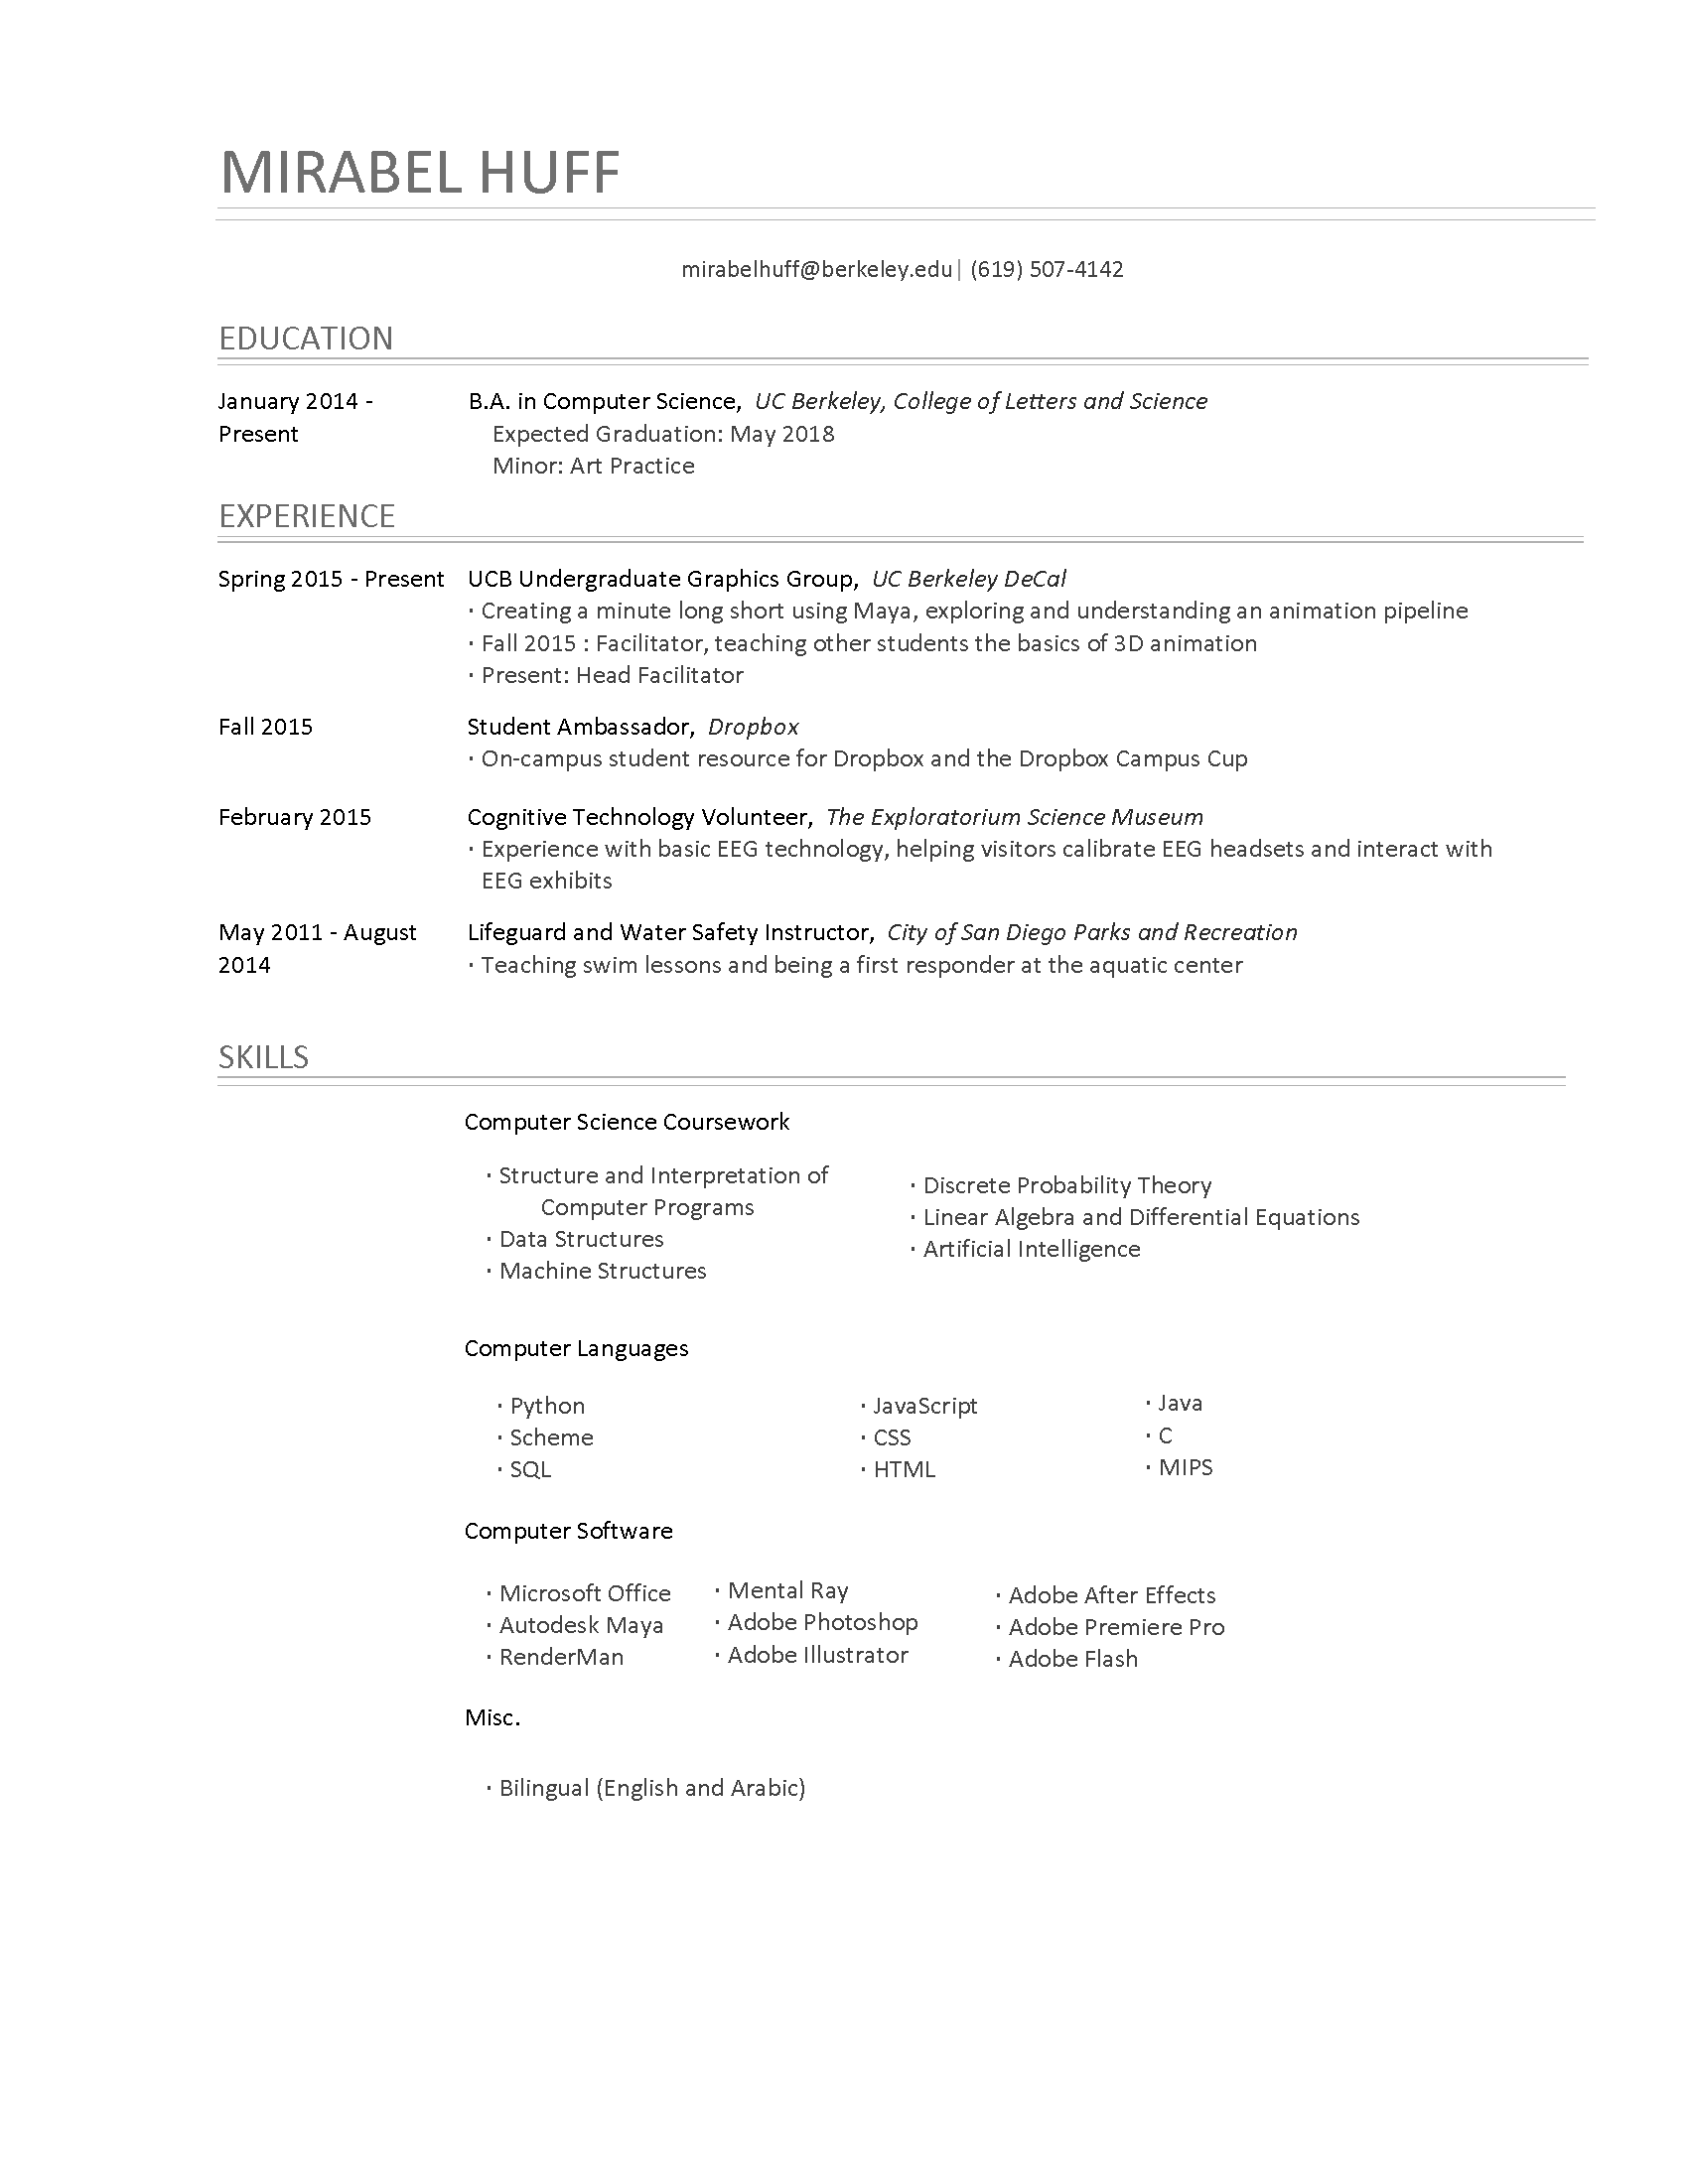 MIRABEL HUFF
mirabelhuff@berkeley.edu| (619) 507-4142
EDUCATION
January 2014 - Present
B.A. in Computer Science, UC Berkeley, College of Letters and Science
Expected Graduation: May 2018
Minor: Art Practice
EXPERIENCE
Spring 2015 - Present
UCB Undergraduate Graphics Group, UC Berkeley DeCal
· Creating a minute long short using Maya, exploring and understanding an animation pipeline
· Fall 2015 : Facilitator, teaching other students the basics of 3D animation
· Present: Head Facilitator
Fall 2015
Student Ambassador, Dropbox
· On-campus student resource for Dropbox and the Dropbox Campus Cup
February 2015
Cognitive Technology Volunteer, The Exploratorium Science Museum
· Experience with basic EEG technology, helping visitors calibrate EEG headsets and interact with
EEG exhibits
May 2011 - August
2014
Lifeguard and Water Safety Instructor, City of San Diego Parks and Recreation
· Teaching swim lessons and being a first responder at the aquatic center
SKILLS
Computer Science Coursework
· Structure and Interpretation of
Computer Programs
· Data Structures
· Machine Structures
· Discrete Probability Theory
· Linear Algebra and Differential Equations
· Artificial Intelligence
Computer Languages
· Python
· Scheme
· SQL
· JavaScript
· CSS
· HTML
· Java
· C
· MIPS
Computer Software
· Microsoft Office
· Autodesk Maya
· RenderMan
· Mental Ray
· Adobe Photoshop
· Adobe Illustrator
· Adobe After Effects
· Adobe Premiere Pro
· Adobe Flash
Misc.
· Bilingual (English and Arabic)